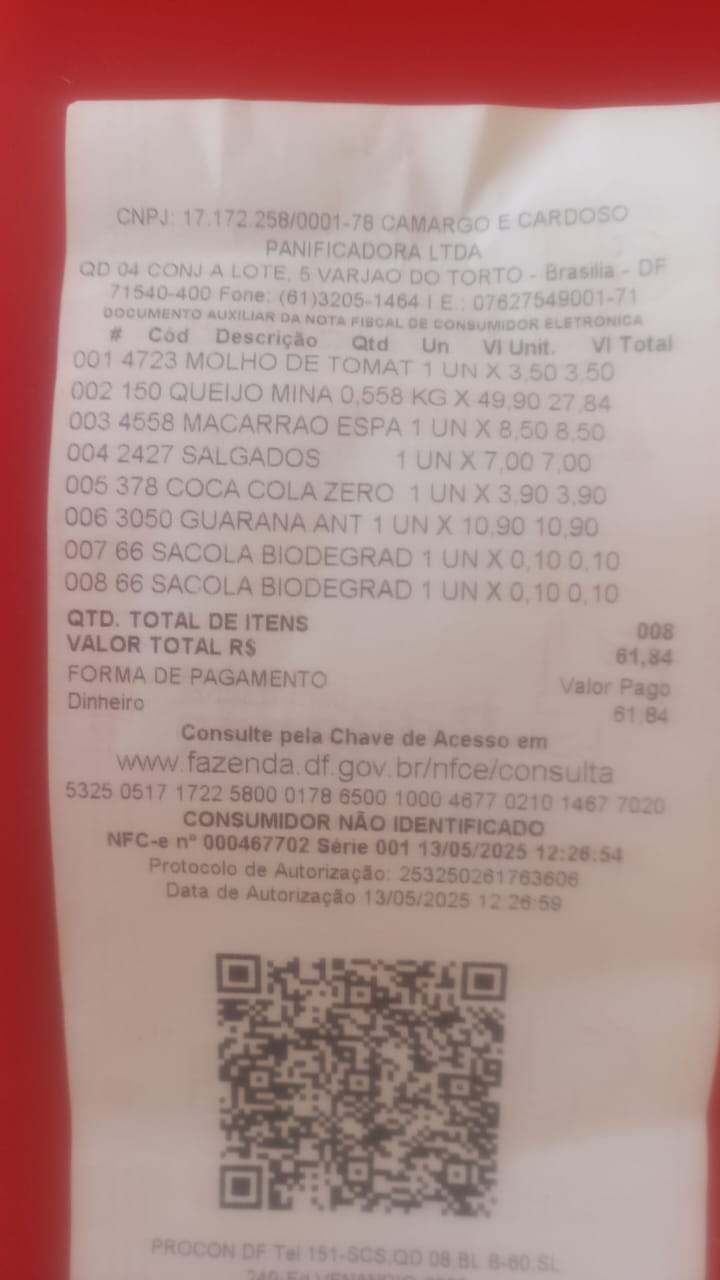 CNPJ: 17.172.258/0001-78 CAMARGO E CARDOSO
PANIFICADORA LTDA
QD 04 CONJ A LOTE, 5 VARJAO DO TORTO - Brasilia - DF
71540-400 Fone: (61)3205-1464 I E.: 07627549001-71
DOCUMENTO AUXILIAR DA NOTA FISCAL DE CONSUMIDOR ELETRÔNICA
# Cód Descrição Qtd Un Vl Unit. Vl Total
001 4723 MOLHO DE TOMAT 1 UN X 3,50 3,50
002 150 QUEIJO MINA 0,558 KG X 49,90 27,84
003 4558 MACARRAO ESPA 1 UN X 8,50 8,50
004 2427 SALGADOS 1 UN X 7,00 7,00
005 378 COCA COLA ZERO 1 UN X 3,90 3,90
006 3050 GUARANA ANT 1 UN X 10,90 10,90
007 66 SACOLA BIODEGRAD 1 UN X 0,10 0,10
008 66 SACOLA BIODEGRAD 1 UN X 0,10 0,10
QTD. TOTAL DE ITENS 008
VALOR TOTAL R$ 61,84
FORMA DE PAGAMENTO Valor Pago
Dinheiro 61,84
Consulte pela Chave de Acesso em
www.fazenda.df.gov.br/nfce/consulta
5325 0517 1722 5800 0178 6500 1000 4677 0210 1467 7020
CONSUMIDOR NÃO IDENTIFICADO
NFC-e nº 000467702 Série 001 13/05/2025 12:26:54
Protocolo de Autorização: 253250261763606
Data de Autorização 13/05/2025 12:26:59
PROCON DF Tel 151-SCS.QD 08 BL B-60.SL